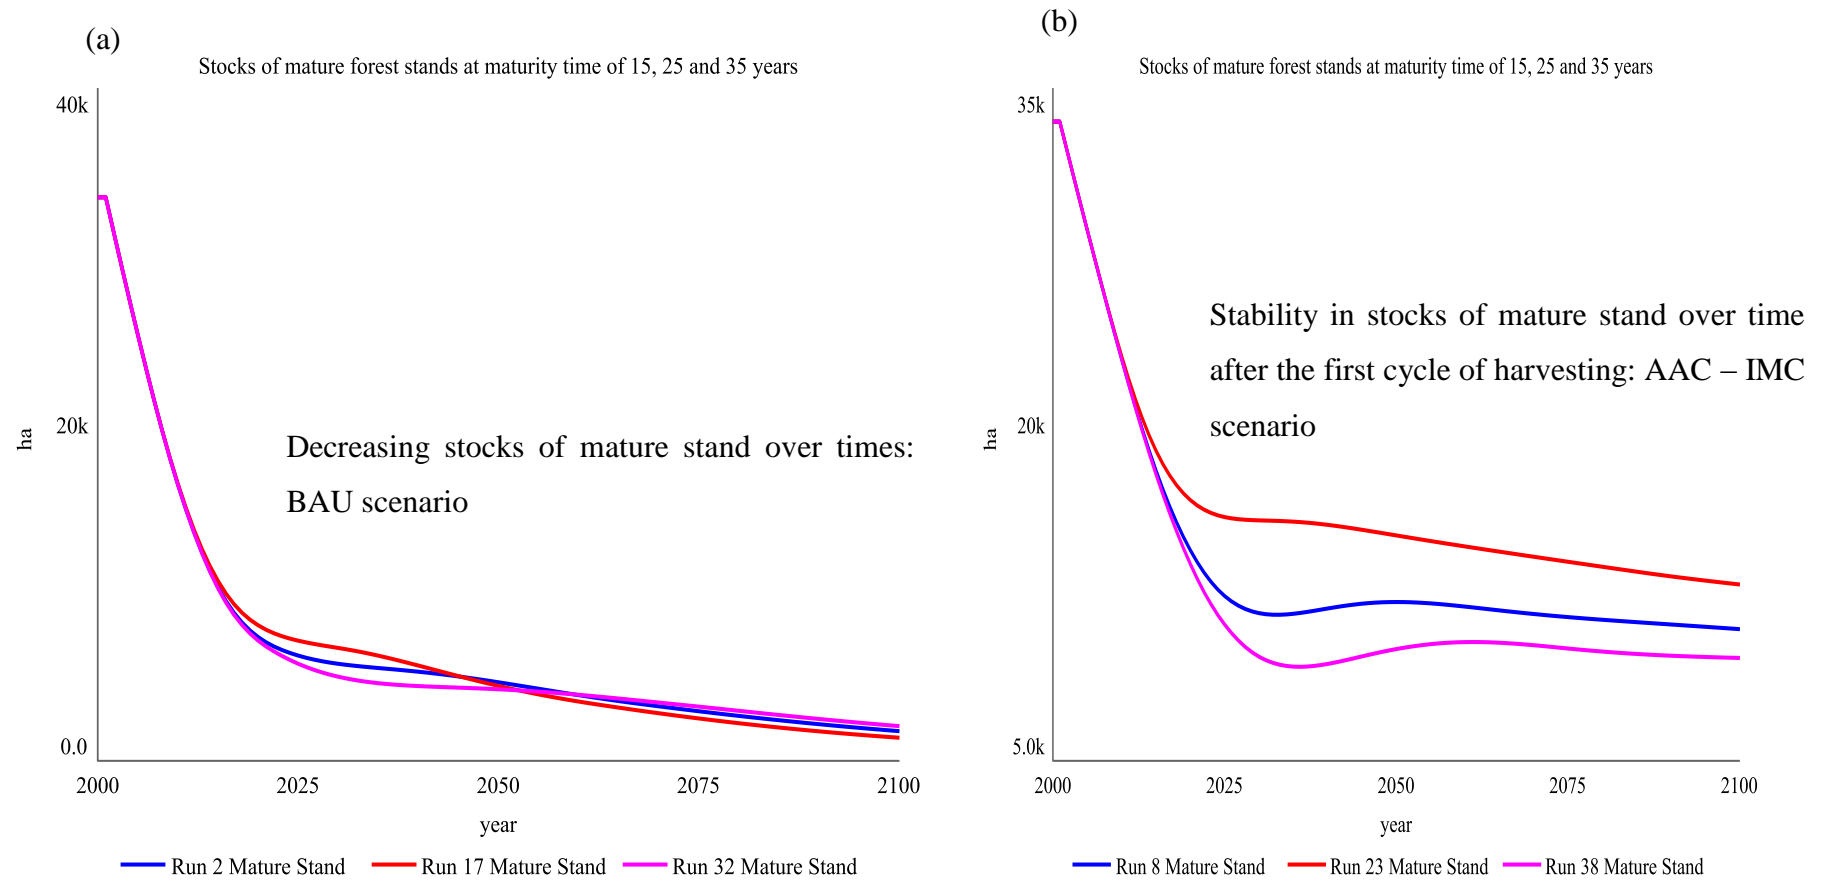 (a)
Stocks of mature forest stands at maturity time of 15, 25 and 35 years
40k
20k
0.0
ha
Decreasing stocks of mature stand over times:
BAU scenario
2000 2025 2050 2075 2100
year
Run 2 Mature Stand Run 17 Mature Stand Run 32 Mature Stand
(b)
Stocks of mature forest stands at maturity time of 15, 25 and 35 years
35k
20k
5.0k
ha
Stability in stocks of mature stand over time
after the first cycle of harvesting: AAC – IMC
scenario
2000 2025 2050 2075 2100
year
Run 8 Mature Stand Run 23 Mature Stand Run 38 Mature Stand